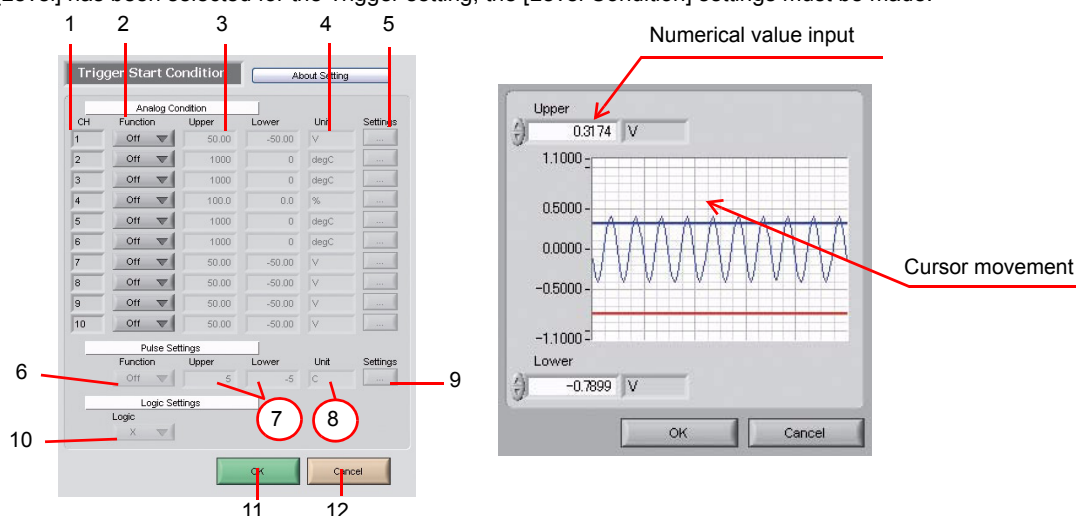 [Level] has been selected for the Trigger setting, the [Level Condition] settings must be made.
1 2 3 4 5
Trigger Start Condition About Setting
Analog Condition
CH Function Upper Lower Unit Settings
1 Off 50.00 -50.00 V ...
2 Off 1000 0 degC ...
3 Off 1000 0 degC ...
4 Off 100.0 0.0 % ...
5 Off 1000 0 degC ...
6 Off 1000 0 degC ...
7 Off 50.00 -50.00 V ...
8 Off 50.00 -50.00 V ...
9 Off 50.00 -50.00 V ...
10 Off 50.00 -50.00 V ...
Pulse Settings
Function Upper Lower Unit Settings
6 Off 5 -5 C ... 9
7 8
Logic Settings
Logic
10 X
OK Cancel
11 12
Numerical value input
Upper
0.3174 V
1.1000
0.5000
0.0000
-0.5000
-1.1000
Cursor movement
Lower
-0.7899 V
OK Cancel